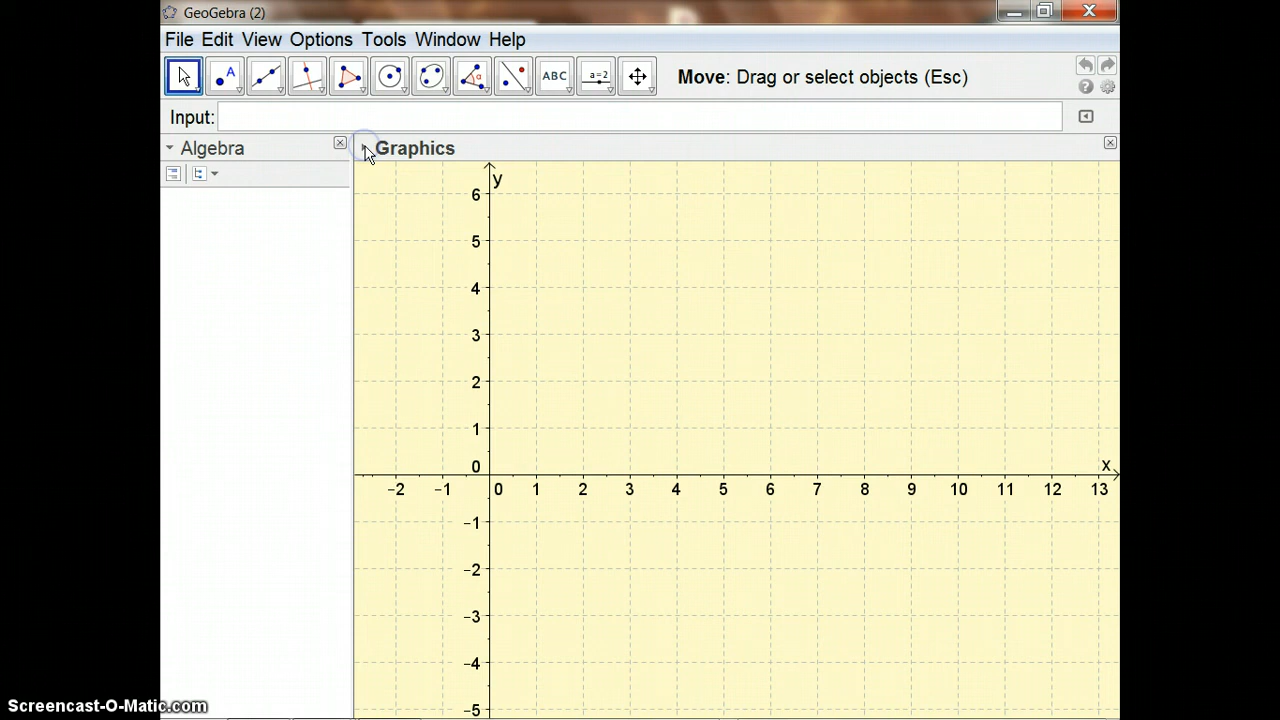 GeoGebra (2)
File Edit View Options Tools Window Help
A α ABC a=2 Move: Drag or select objects (Esc)
Input:
Algebra
Graphics
y
6
5
4
3
2
1
0
x
−2 −1 0 1 2 3 4 5 6 7 8 9 10 11 12 13
−1
−2
−3
−4
−5
Screencast-O-Matic.com